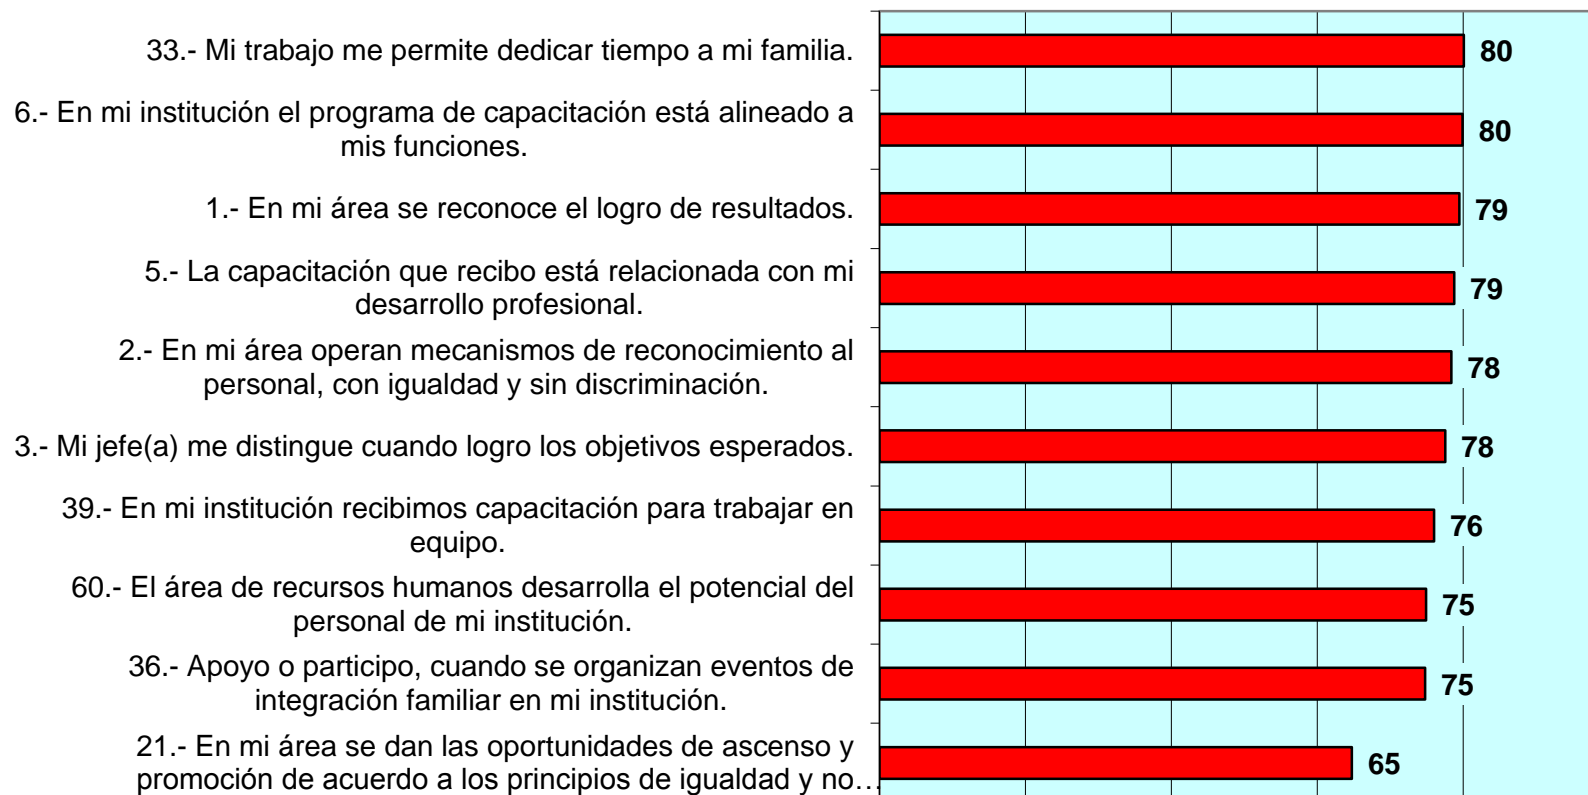 33.- Mi trabajo me permite dedicar tiempo a mi familia.
80
6.- En mi institución el programa de capacitación está alineado a
mis funciones.
80
1.- En mi área se reconoce el logro de resultados.
79
5.- La capacitación que recibo está relacionada con mi
desarrollo profesional.
79
2.- En mi área operan mecanismos de reconocimiento al
personal, con igualdad y sin discriminación.
78
3.- Mi jefe(a) me distingue cuando logro los objetivos esperados.
78
39.- En mi institución recibimos capacitación para trabajar en
equipo.
76
60.- El área de recursos humanos desarrolla el potencial del
personal de mi institución.
75
36.- Apoyo o participo, cuando se organizan eventos de
integración familiar en mi institución.
75
21.- En mi área se dan las oportunidades de ascenso y
promoción de acuerdo a los principios de igualdad y no…
65